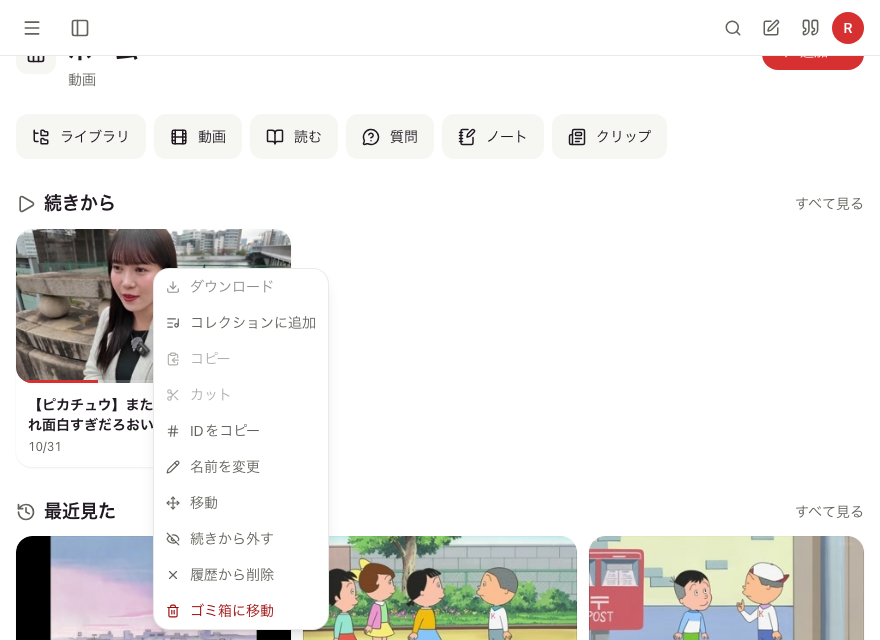 R
動画
ライブラリ
動画
読む
質問
ノート
クリップ
続きから
すべて見る
【ピカチュウ】また
れ面白すぎだろおい
10/31
ダウンロード
コレクションに追加
コピー
カット
IDをコピー
名前を変更
移動
続きから外す
履歴から削除
ゴミ箱に移動
最近見た
すべて見る
POST